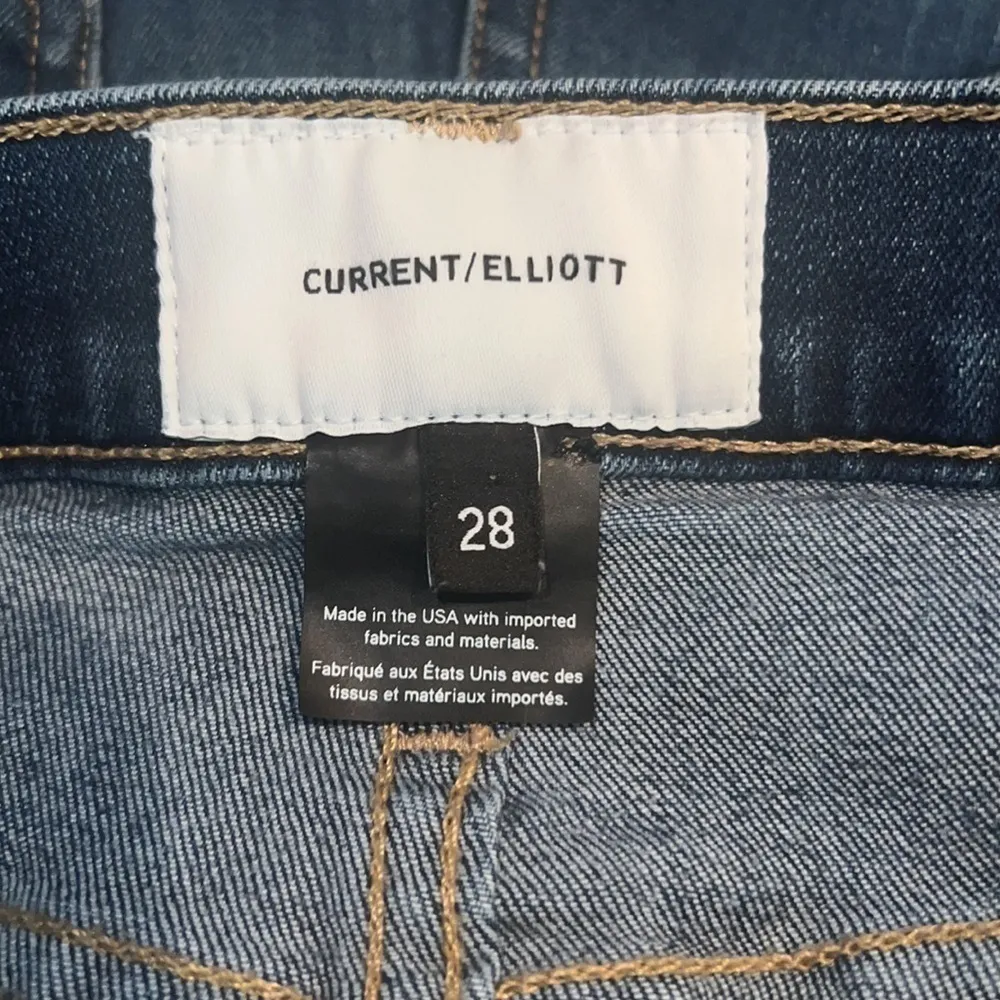 CURRENT/ELLIOTT
28
Made in the USA with imported
fabrics and materials.
Fabriqué aux États Unis avec des
tissus et matériaux importés.